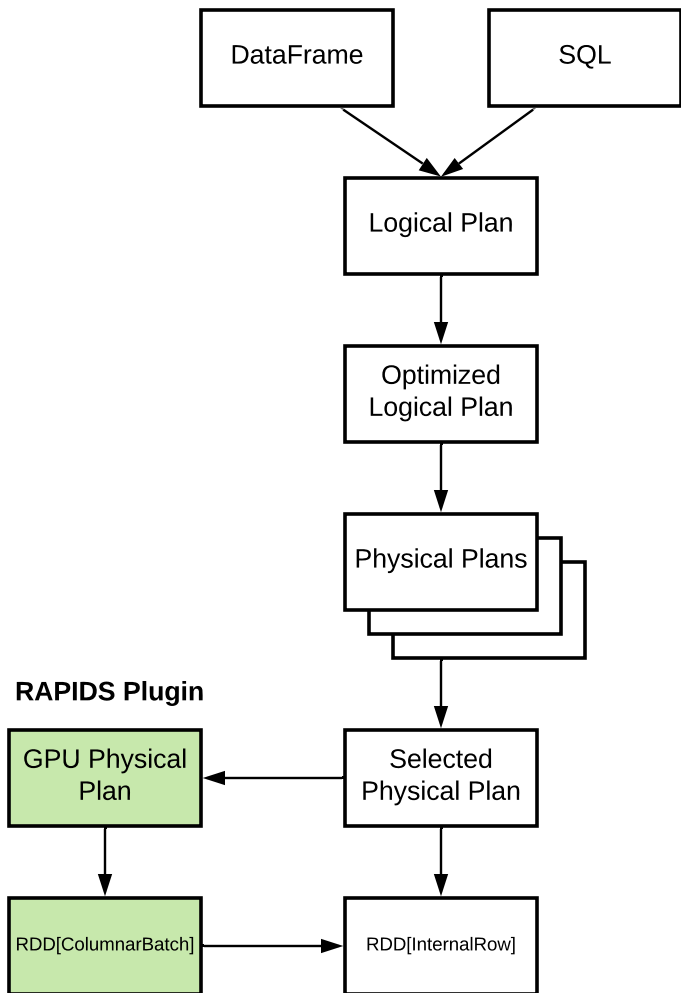 DataFrame
SQL
Logical Plan
Optimized
Logical Plan
Physical Plans
RAPIDS Plugin
GPU Physical
Plan
Selected
Physical Plan
RDD[ColumnarBatch]
RDD[InternalRow]